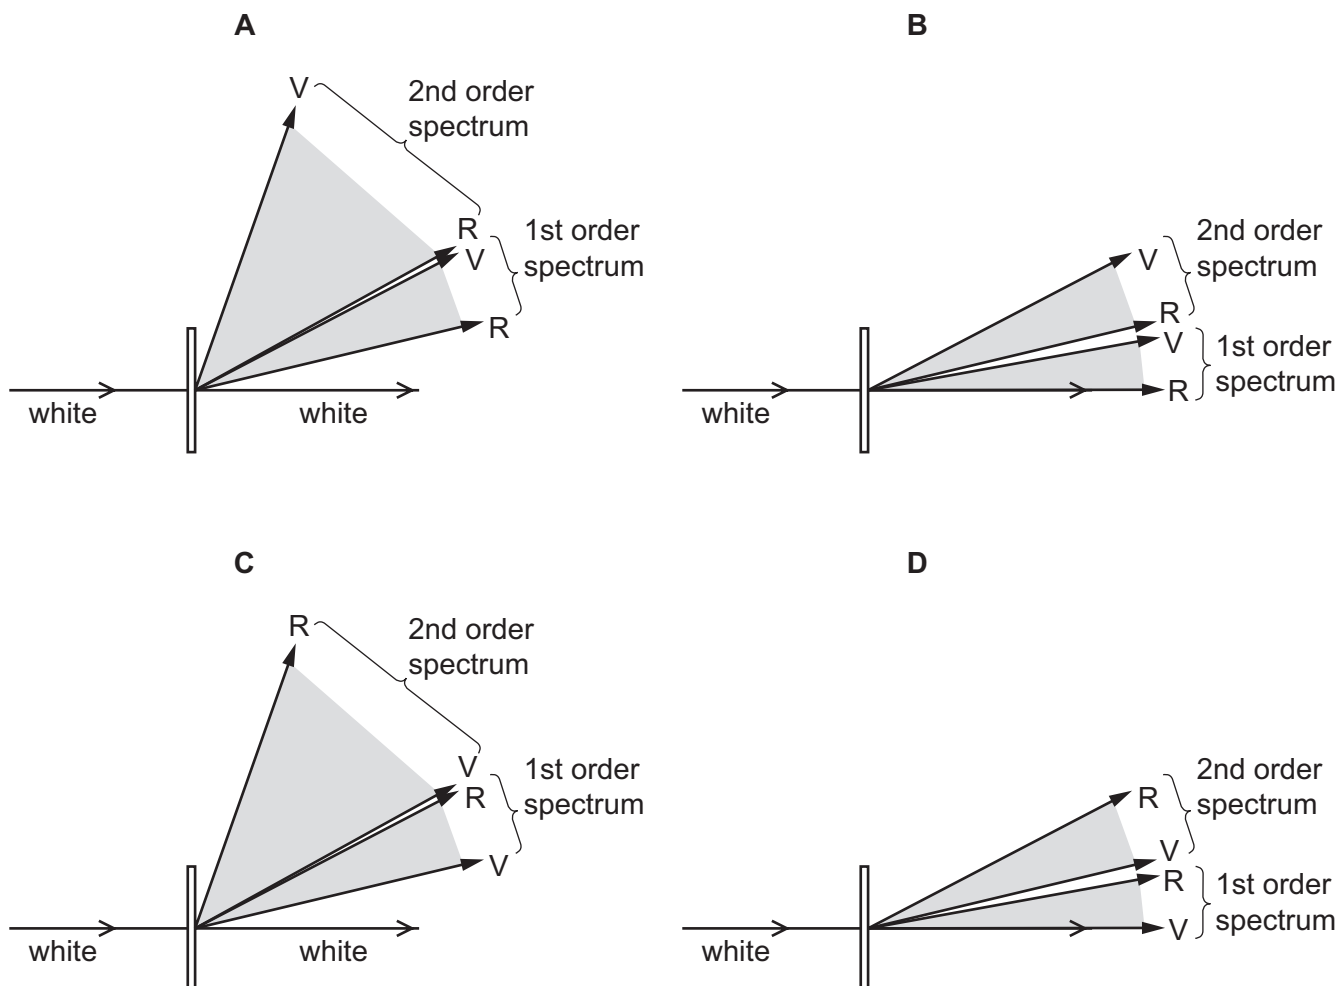 A
V
2nd order
spectrum
R
V
1st order
spectrum
R
white
white
B
2nd order
spectrum
V
R
V
1st order
spectrum
R
white
C
R
2nd order
spectrum
V
R
1st order
spectrum
V
white
white
D
2nd order
spectrum
R
V
R
1st order
spectrum
V
white